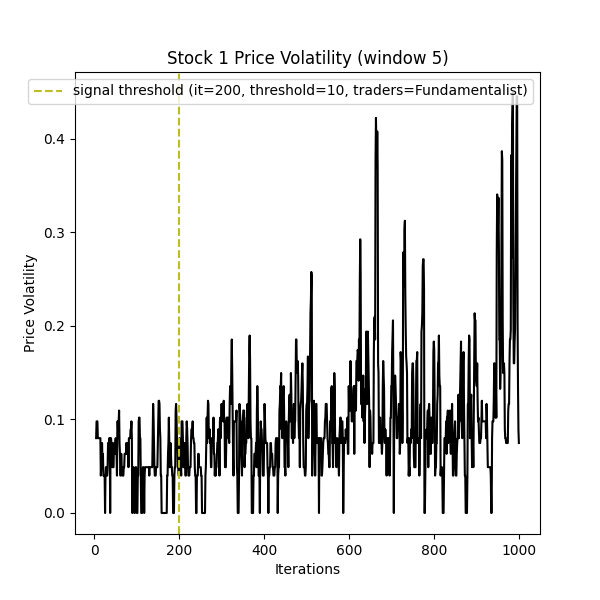 Stock 1 Price Volatility (window 5)
signal threshold (it=200, threshold=10, traders=Fundamentalist)
0.4
0.3
0.2
0.1
0.0
Price Volatility
0 200 400 600 800 1000
Iterations